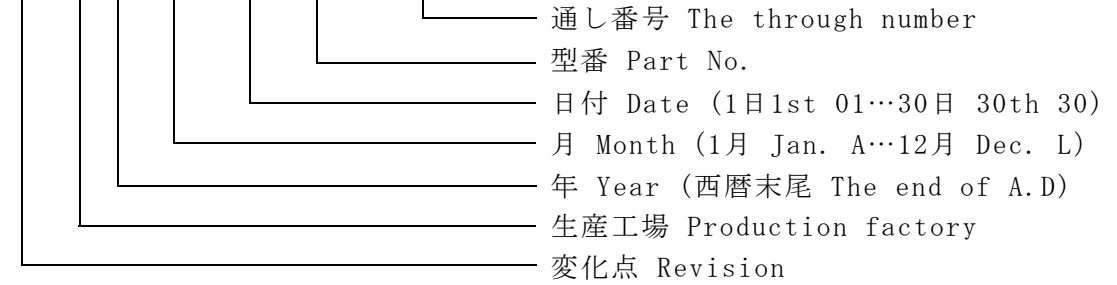 通し番号 The through number
型番 Part No.
日付 Date (1日1st 01…30日 30th 30)
月 Month (1月 Jan. A…12月 Dec. L)
年 Year (西暦末尾 The end of A.D)
生産工場 Production factory
変化点 Revision